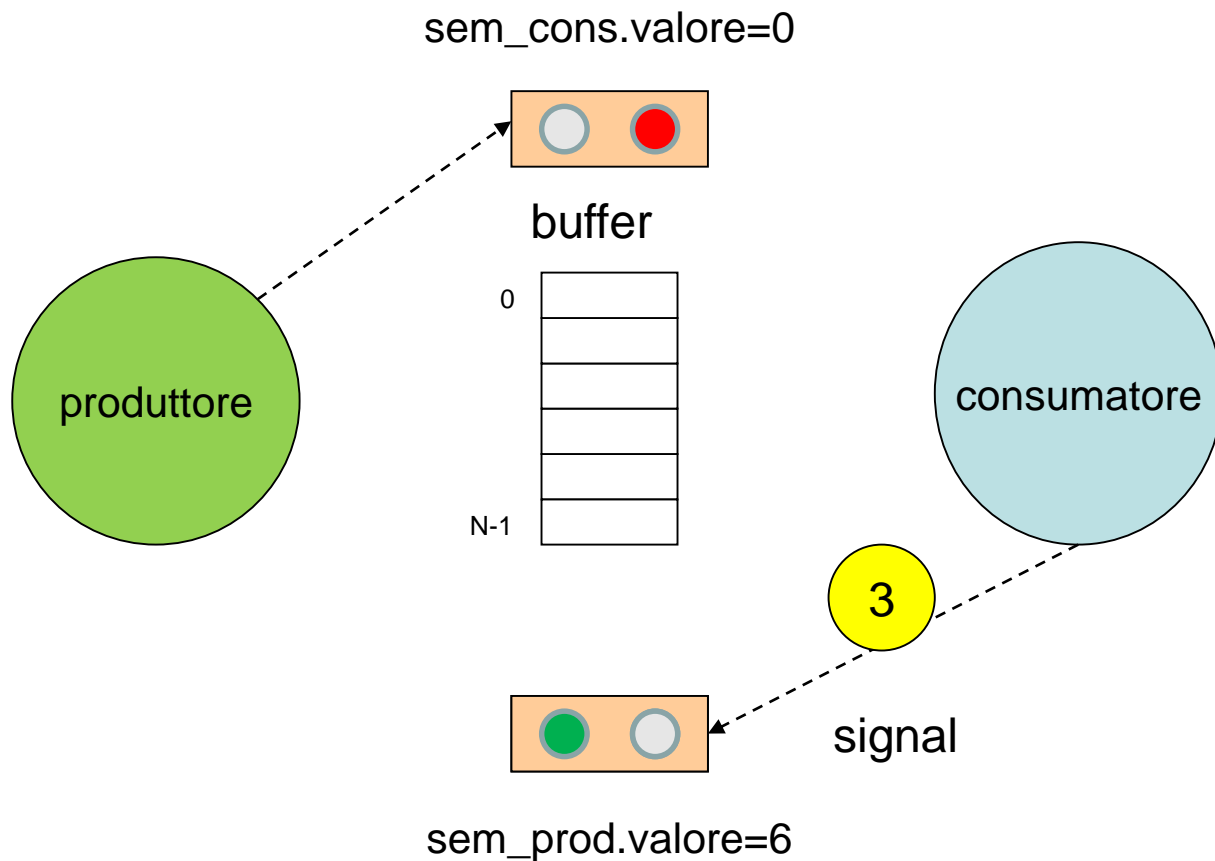 sem_cons.valore=0
buffer
0
produttore
consumatore
N-1
3
signal
sem_prod.valore=6